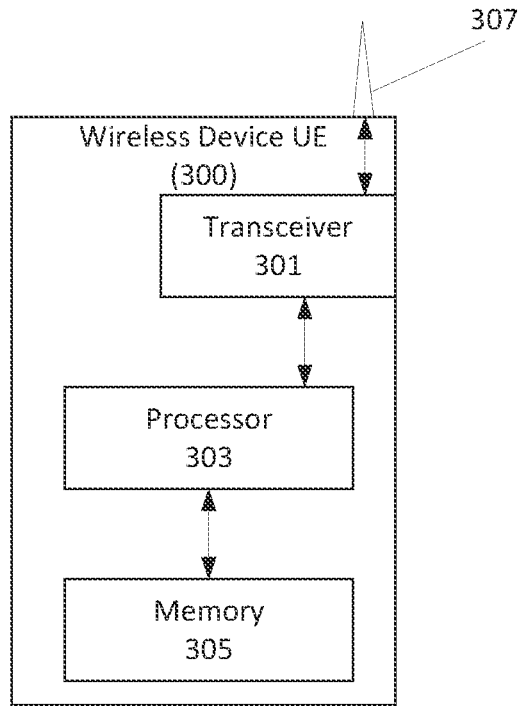 307
Wireless Device UE
(300)
Transceiver
301
Processor
303
Memory
305